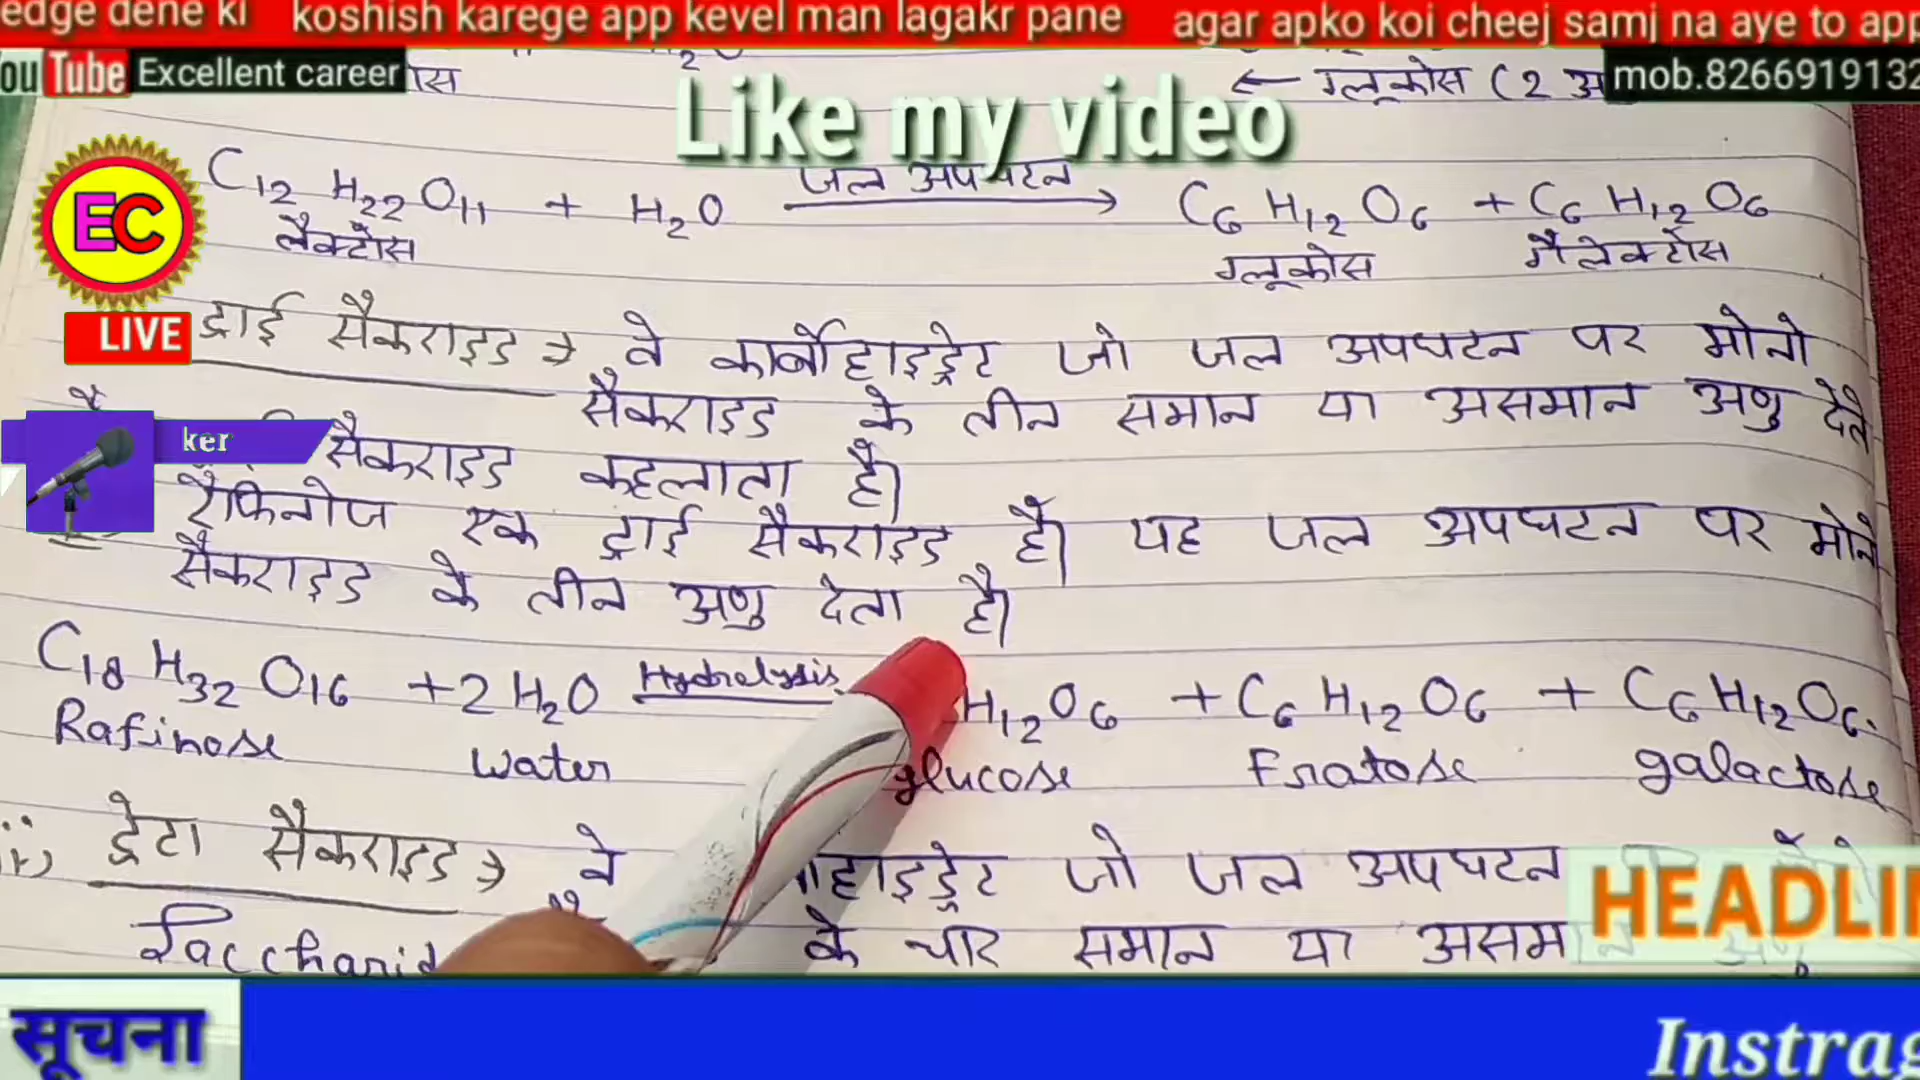 edge dene ki koshish karege app kevel man lagakr pane agar apko koi cheej samj na aye to app
ou Tube Excellent career
mob.8266919132
← ग्लूकोस (2 अ
Like my video
C12 H22 O11 + H2O जल अपघटन → C6 H12 O6 + C6 H12 O6
लैक्टोस ग्लूकोस गैलेक्टोस
EC
LIVE
ट्राई सैकराइड → वे कार्बोहाइड्रेट जो जल अपघटन पर मोनो
सैकराइड के तीन समान या असमान अणु देते
ker
सैकराइड कहलाता है।
रैफिनोज एक ट्राई सैकराइड है। यह जल अपघटन पर मोनो
सैकराइड के तीन अणु देता है।
C18 H32 O16 + 2 H2O Hydrolysis H12 O6 + C6 H12 O6 + C6 H12 O6.
Rafinose water glucose Fratose galactose
ट्रेटा सैकराइड → वे हाइड्रेट जो जल अपघटन
Saccharid के चार समान या असम
HEADLI
सूचना
Instrag